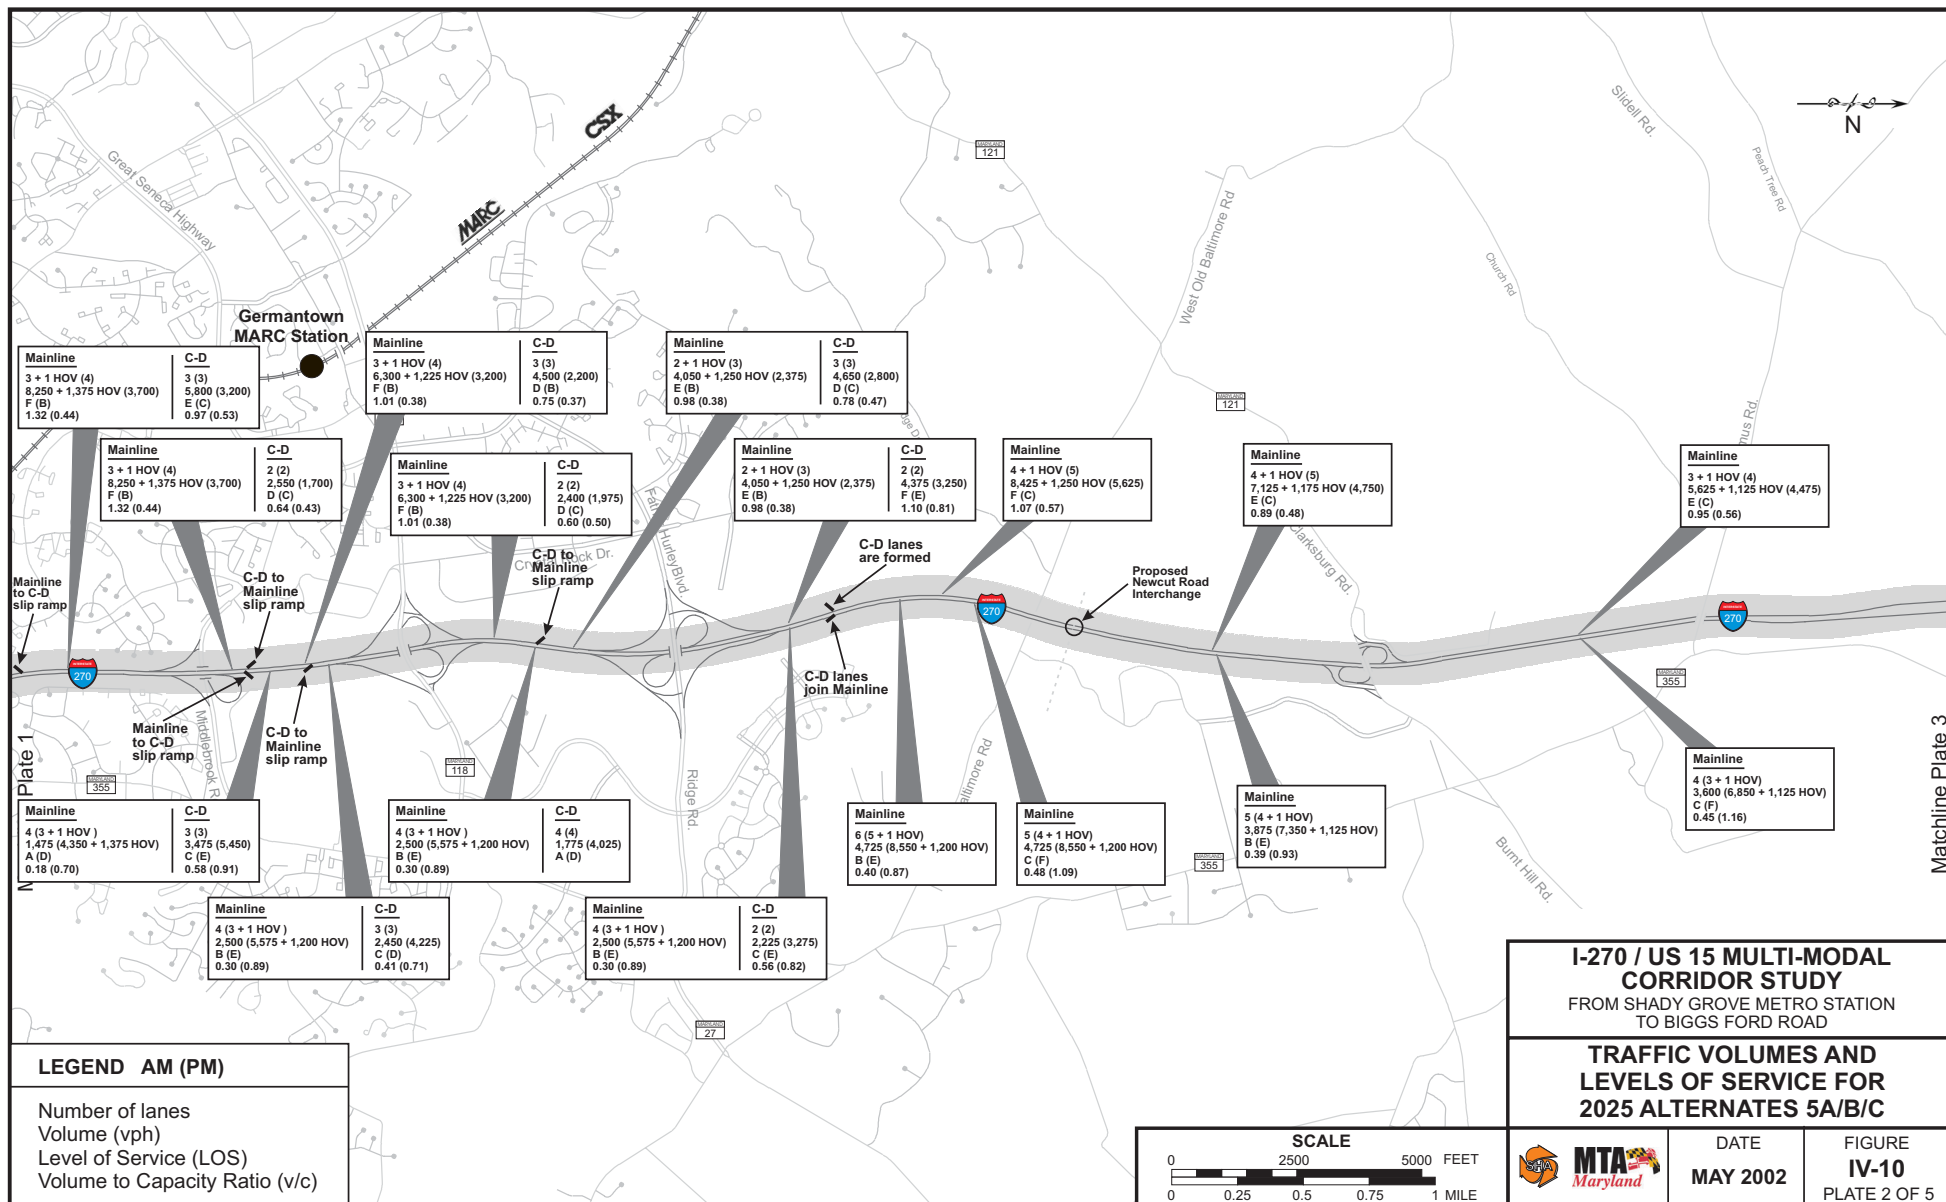 CSX
MARC
Great Seneca Highway
MARYLAND
121
Slidell Rd.
Peach Tree Rd
N
West Old Baltimore Rd
Church Rd
Germantown
MARC Station
Mainline
3 + 1 HOV (4)
8,250 + 1,375 HOV (3,700)
F (B)
1.32 (0.44)
C-D
3 (3)
5,800 (3,200)
E (C)
0.97 (0.53)
Mainline
3 + 1 HOV (4)
6,300 + 1,225 HOV (3,200)
F (B)
1.01 (0.38)
C-D
3 (3)
4,500 (2,200)
D (B)
0.75 (0.37)
Mainline
2 + 1 HOV (3)
4,050 + 1,250 HOV (2,375)
E (B)
0.98 (0.38)
C-D
3 (3)
4,650 (2,800)
D (C)
0.78 (0.47)
MARYLAND
121
mus Rd.
Mainline
3 + 1 HOV (4)
8,250 + 1,375 HOV (3,700)
F (B)
1.32 (0.44)
C-D
2 (2)
2,550 (1,700)
D (C)
0.64 (0.43)
Mainline
3 + 1 HOV (4)
6,300 + 1,225 HOV (3,200)
F (B)
1.01 (0.38)
C-D
2 (2)
2,400 (1,975)
D (C)
0.60 (0.50)
Mainline
2 + 1 HOV (3)
4,050 + 1,250 HOV (2,375)
E (B)
0.98 (0.38)
C-D
2 (2)
4,375 (3,250)
F (E)
1.10 (0.81)
Mainline
4 + 1 HOV (5)
8,425 + 1,250 HOV (5,625)
F (C)
1.07 (0.57)
Mainline
4 + 1 HOV (5)
7,125 + 1,175 HOV (4,750)
E (C)
0.89 (0.48)
Mainline
3 + 1 HOV (4)
5,625 + 1,125 HOV (4,475)
E (C)
0.95 (0.56)
Hurley Blvd.
Clarksburg Rd.
Mainline
to C-D
slip ramp
C-D to
Mainline
slip ramp
C-D to
Mainline
slip ramp
Dr.
C-D lanes
are formed
Proposed
Newcut Road
Interchange
270
270
270
C-D lanes
join Mainline
Mainline
to C-D
slip ramp
C-D to
Mainline
slip ramp
Middlebrook R
MARYLAND
355
MARYLAND
118
MARYLAND
355
Plate 1
Matchline Plate 3
Ridge Rd.
altimore Rd
Mainline
4 (3 + 1 HOV )
1,475 (4,350 + 1,375 HOV)
A (D)
0.18 (0.70)
C-D
3 (3)
3,475 (5,450)
C (E)
0.58 (0.91)
Mainline
4 (3 + 1 HOV )
2,500 (5,575 + 1,200 HOV)
B (E)
0.30 (0.89)
C-D
4 (4)
1,775 (4,025)
A (D)
Mainline
6 (5 + 1 HOV)
4,725 (8,550 + 1,200 HOV)
B (E)
0.40 (0.87)
Mainline
5 (4 + 1 HOV)
4,725 (8,550 + 1,200 HOV)
C (F)
0.48 (1.09)
Mainline
5 (4 + 1 HOV)
3,875 (7,350 + 1,125 HOV)
B (E)
0.39 (0.93)
Mainline
4 (3 + 1 HOV)
3,600 (6,850 + 1,125 HOV)
C (F)
0.45 (1.16)
MARYLAND
355
Burnt Hill Rd.
Mainline
4 (3 + 1 HOV )
2,500 (5,575 + 1,200 HOV)
B (E)
0.30 (0.89)
C-D
3 (3)
2,450 (4,225)
C (D)
0.41 (0.71)
Mainline
4 (3 + 1 HOV )
2,500 (5,575 + 1,200 HOV)
B (E)
0.30 (0.89)
C-D
2 (2)
2,225 (3,275)
C (E)
0.56 (0.82)
MARYLAND
27
LEGEND AM (PM)
Number of lanes
Volume (vph)
Level of Service (LOS)
Volume to Capacity Ratio (v/c)
I-270 / US 15 MULTI-MODAL
CORRIDOR STUDY
FROM SHADY GROVE METRO STATION
TO BIGGS FORD ROAD
TRAFFIC VOLUMES AND
LEVELS OF SERVICE FOR
2025 ALTERNATES 5A/B/C
SCALE
0 2500 5000 FEET
0 0.25 0.5 0.75 1 MILE
SHA
MTA
Maryland
DATE
MAY 2002
FIGURE
IV-10
PLATE 2 OF 5